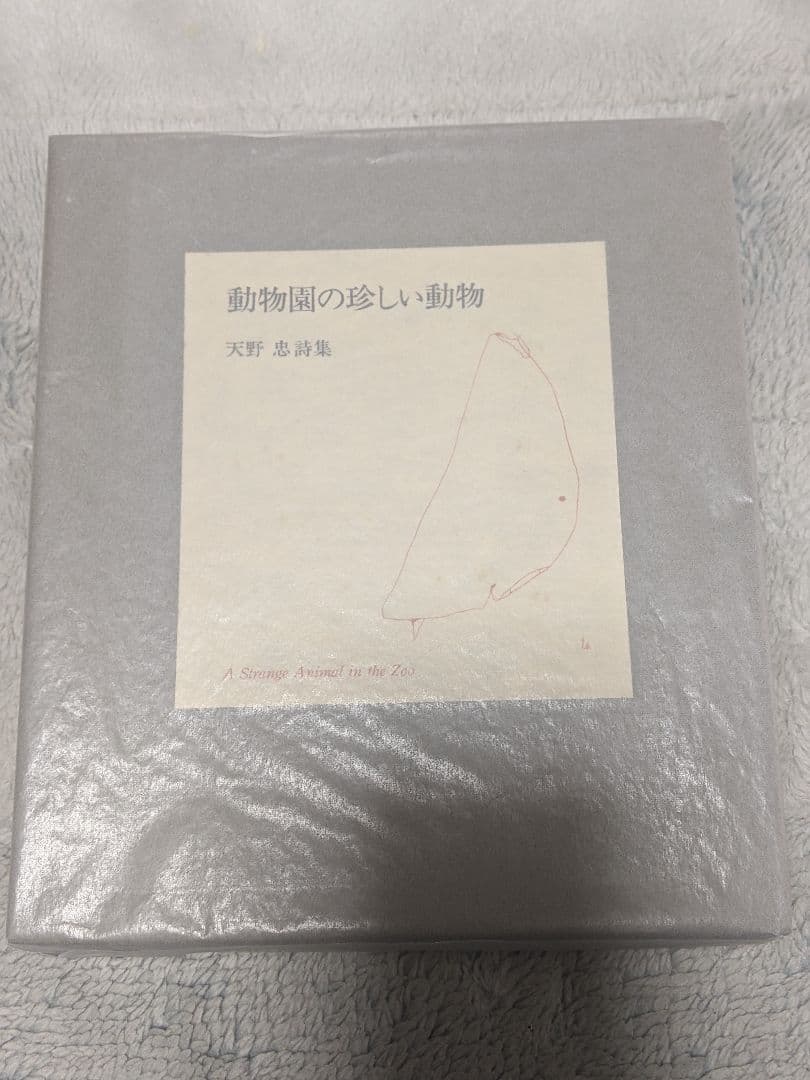 動物園の珍しい動物
天野 忠詩集
A Strange Animal in the Zoo